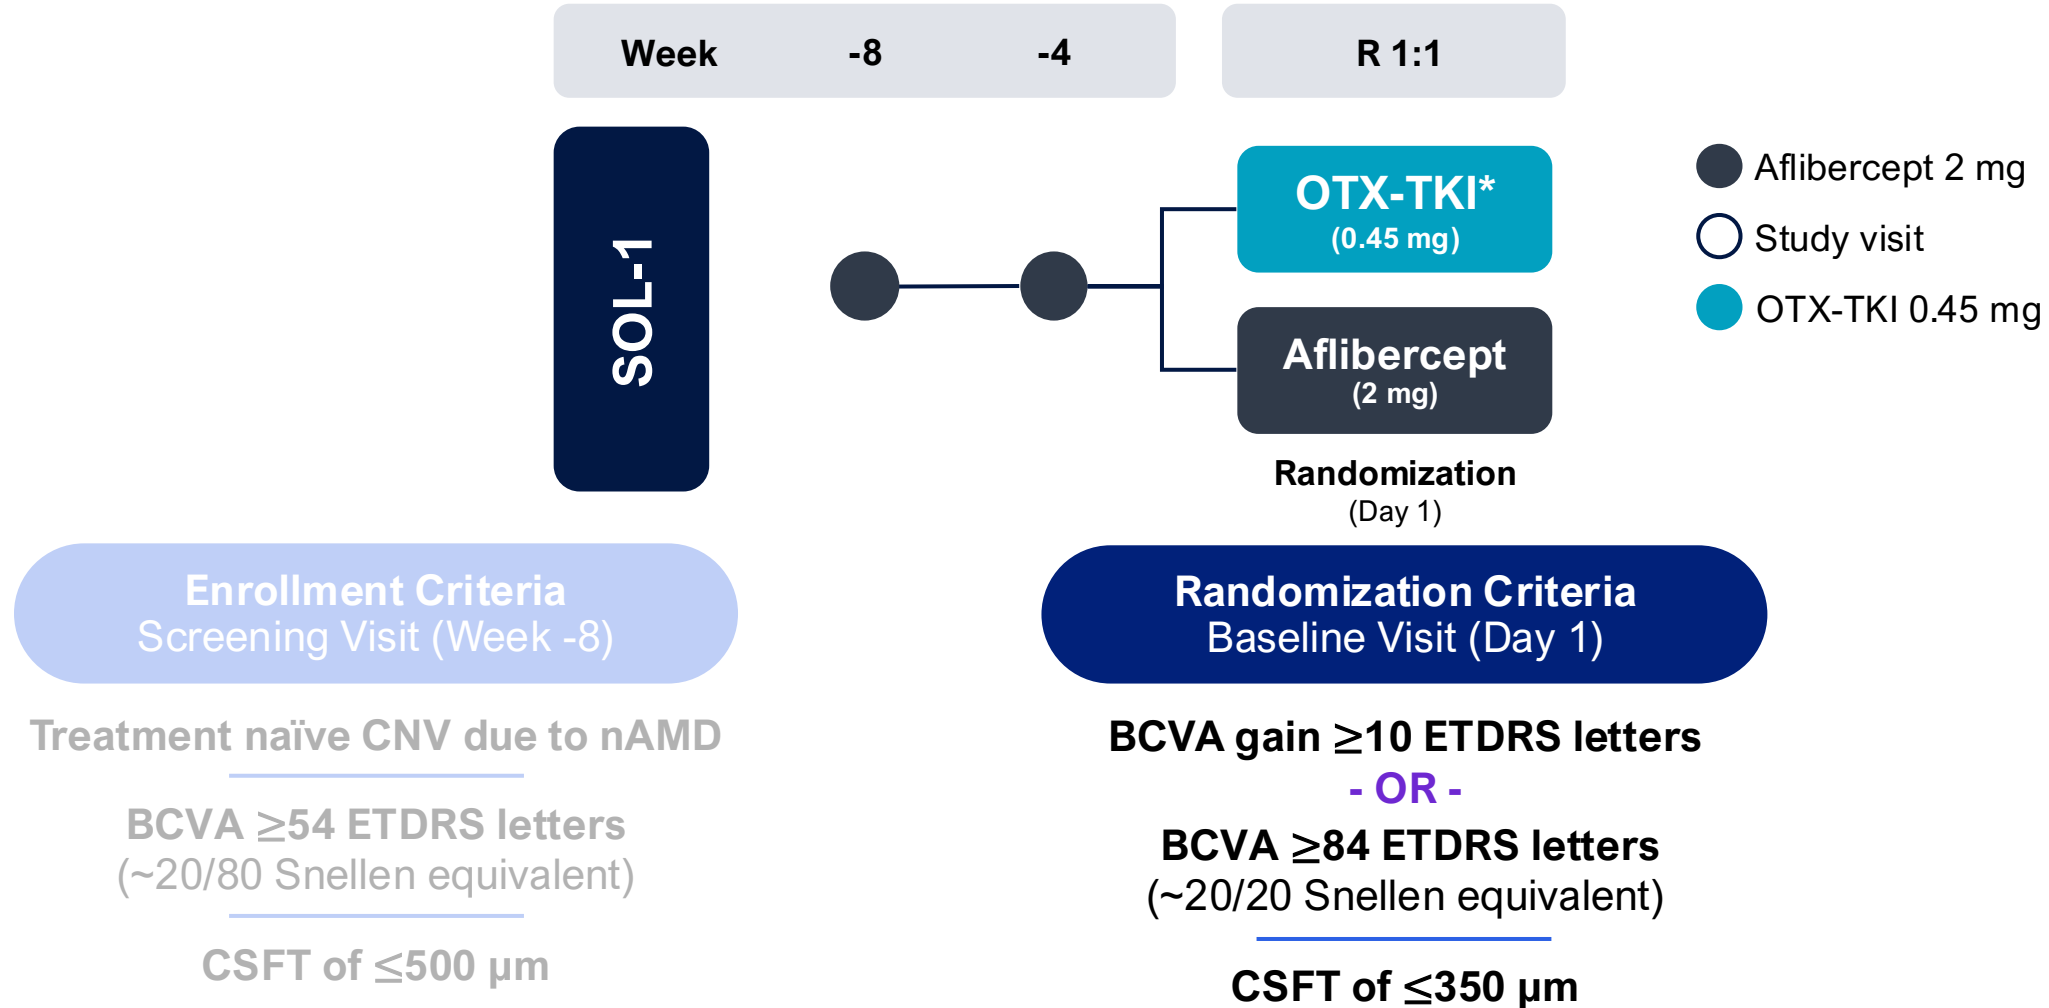 Week -8 -4 R 1:1
SOL-1
OTX-TKI*
(0.45 mg)
Aflibercept
(2 mg)
Randomization
(Day 1)
Aflibercept 2 mg
Study visit
OTX-TKI 0.45 mg
Enrollment Criteria
Screening Visit (Week -8)
Treatment naïve CNV due to nAMD
BCVA ≥54 ETDRS letters
(~20/80 Snellen equivalent)
CSFT of ≤500 µm
Randomization Criteria
Baseline Visit (Day 1)
BCVA gain ≥10 ETDRS letters
- OR -
BCVA ≥84 ETDRS letters
(~20/20 Snellen equivalent)
CSFT of ≤350 µm